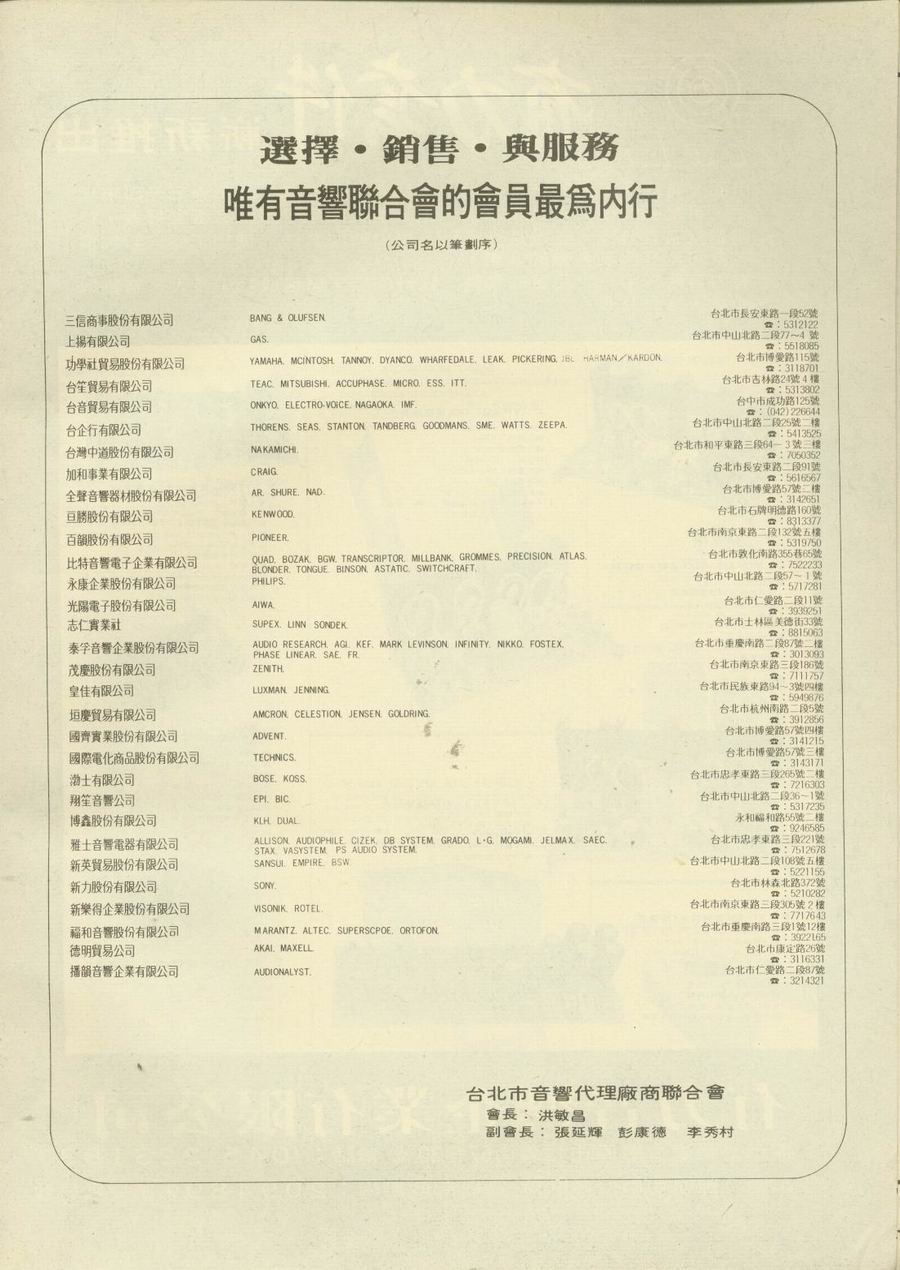 選擇・銷售・與服務
唯有音響聯合會的會員最爲内行
(公司名以筆劃序)
三信商事股份有限公司 BANG & OLUFSEN. 台北市長安東路一段52號
☎：5312122
上揚有限公司 GAS. 台北市中山北路二段77～4 號
☎：5518085
功學社貿易股份有限公司 YAMAHA. MCINTOSH. TANNOY. DYANCO. WHARFEDALE. LEAK. PICKERING. JBL HARMAN／KARDON. 台北市博愛路115號
☎：3118701
台笙貿易有限公司 TEAC. MITSUBISHI. ACCUPHASE. MICRO. ESS. ITT. 台北市吉林路24號4樓
☎：5313802
台音貿易有限公司 ONKYO. ELECTRO-VOICE. NAGAOKA. IMF. 台中市成功路125號
☎：(042)226644
台企行有限公司 THORENS. SEAS. STANTON. TANDBERG. GOODMANS. SME. WATTS. ZEEPA. 台北市中山北路二段25號二樓
☎：5413525
台灣中道股份有限公司 NAKAMICHI. 台北市和平東路三段64－3號三樓
☎：7050352
加和事業有限公司 CRAIG. 台北市長安東路二段91號
☎：5616567
全聲音響器材股份有限公司 AR. SHURE. NAD. 台北市博愛路57號二樓
☎：3142651
亘勝股份有限公司 KENWOOD. 台北市石牌明德路160號
☎：8313377
百韻股份有限公司 PIONEER. 台北市南京東路二段132號五樓
☎：5319750
比特音響電子企業有限公司 QUAD. BOZAK. BGW. TRANSCRIPTOR. MILLBANK. GROMMES. PRECISION. ATLAS. 台北市敦化南路355巷65號
BLONDER. TONGUE. BINSON. ASTATIC. SWITCHCRAFT. ☎：7522233
永康企業股份有限公司 PHILIPS. 台北市中山北路二段57～1號
☎：5717281
光陽電子股份有限公司 AIWA. 台北市仁愛路二段11號
☎：3939251
志仁實業社 SUPEX. LINN SONDEK. 台北市士林區美德街33號
☎：8815063
泰孚音響企業股份有限公司 AUDIO RESEARCH. AGI. KEF. MARK LEVINSON. INFINITY. NIKKO. FOSTEX. 台北市重慶南路二段87號二樓
PHASE LINEAR. SAE. FR. ☎：3013093
茂慶股份有限公司 ZENITH. 台北市南京東路三段186號
☎：7111757
皇佳有限公司 LUXMAN. JENNING. 台北市民族東路94－3號四樓
☎：5949876
垣慶貿易有限公司 AMCRON. CELESTION. JENSEN. GOLDRING. 台北市杭州南路二段5號
☎：3912856
國齊實業股份有限公司 ADVENT. 台北市博愛路57號四樓
☎：3141215
國際電化商品股份有限公司 TECHNICS. 台北市博愛路57號三樓
☎：3143171
渤士有限公司 BOSE. KOSS. 台北市忠孝東路三段265號二樓
☎：7216303
翔笙音響公司 EPI. BIC. 台北市中山北路二段36～1號
☎：5317235
博鑫股份有限公司 KLH. DUAL. 永和福和路55號二樓
☎：9246585
雅士音響電器有限公司 ALLISON. AUDIOPHILE. CIZEK. DB SYSTEM. GRADO. L・G. MOGAMI. JELMAX. SAEC. 台北市忠孝東路三段221號
STAX. VASYSTEM. PS AUDIO SYSTEM. ☎：7512678
新英貿易股份有限公司 SANSUI. EMPIRE. BSW. 台北市中山北路二段108號五樓
☎：5221155
新力股份有限公司 SONY. 台北市林森北路372號
☎：5210282
新樂得企業股份有限公司 VISONIK. ROTEL. 台北市南京東路三段305號2樓
☎：7717643
福和音響股份有限公司 MARANTZ. ALTEC. SUPERSCPOE. ORTOFON. 台北市重慶南路三段1號12樓
☎：3922165
德明貿易公司 AKAI. MAXELL. 台北市康定路26號
☎：3116331
播韻音響企業有限公司 AUDIONALYST. 台北市仁愛路二段87號
☎：3214321
台北市音響代理廠商聯合會
會長：洪敏昌
副會長：張延輝 彭康德 李秀村